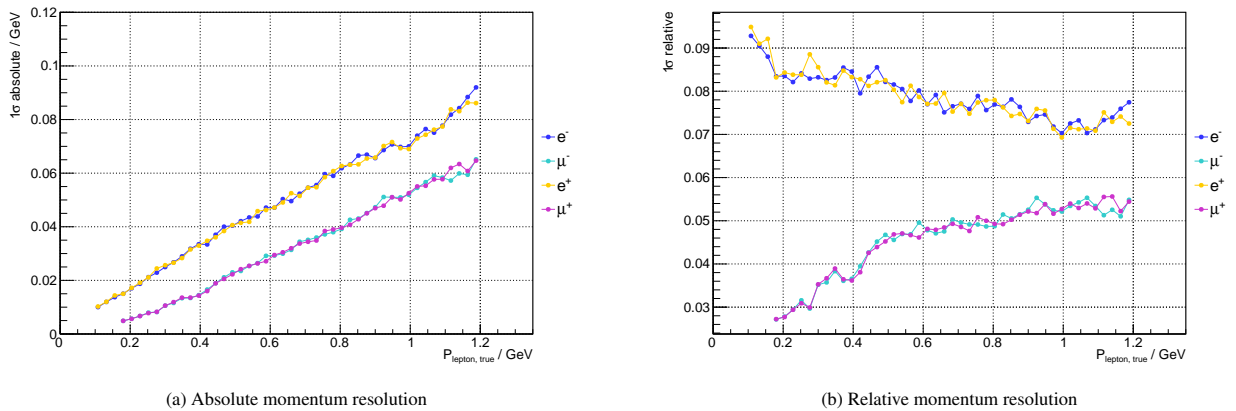 1σ absolute / GeV
0.12
0.1
0.08
0.06
0.04
0.02
0
0 0.2 0.4 0.6 0.8 1 1.2
P lepton, true / GeV
e-
μ-
e+
μ+
(a) Absolute momentum resolution
1σ relative
0.09
0.08
0.07
0.06
0.05
0.04
0.03
0 0.2 0.4 0.6 0.8 1 1.2
P lepton, true / GeV
e-
μ-
e+
μ+
(b) Relative momentum resolution